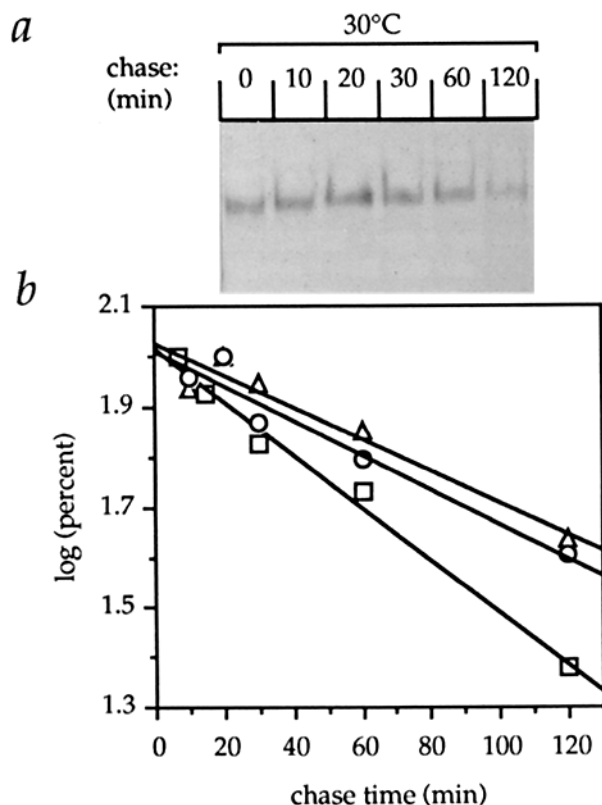 a
30°C
chase:
(min)
0 10 20 30 60 120
b
2.1
1.9
1.7
1.5
1.3
log (percent)
0 20 40 60 80 100 120
chase time (min)